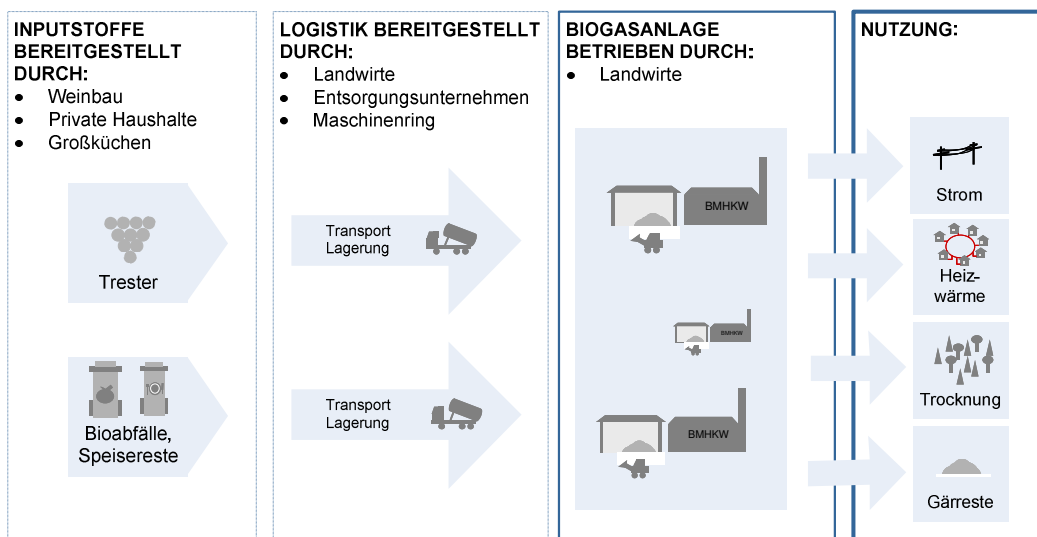 INPUTSTOFFE
BEREITGESTELLT
DURCH:
• Weinbau
• Private Haushalte
• Großküchen
Trester
Bioabfälle,
Speisereste
LOGISTIK BEREITGESTELLT
DURCH:
• Landwirte
• Entsorgungsunternehmen
• Maschinenring
Transport
Lagerung
Transport
Lagerung
BIOGASANLAGE
BETRIEBEN DURCH:
• Landwirte
BMHKW
BMHKW
BMHKW
NUTZUNG:
Strom
Heiz-
wärme
Trocknung
Gärreste